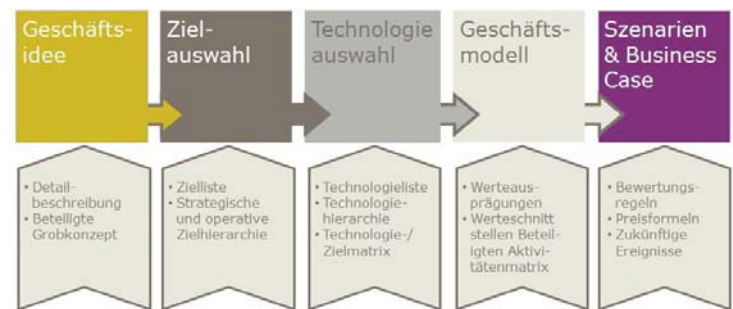 Geschäfts-
idee
Ziel-
auswahl
Technologie
auswahl
Geschäfts-
modell
Szenarien
& Business
Case
• Detail-
beschreibung
• Beteiligte
Grobkonzept
• Zielliste
• Strategische
und operative
Zielhierarchie
• Technologieliste
• Technologie-
hierarchie
• Technologie-/
Zielmatrix
• Werteaus-
prägungen
• Werteschnitt
stellen Beteil-
igten Aktivi-
tätenmatrix
• Bewertungs-
regeln
• Preisformeln
• Zukünftige
Ereignisse